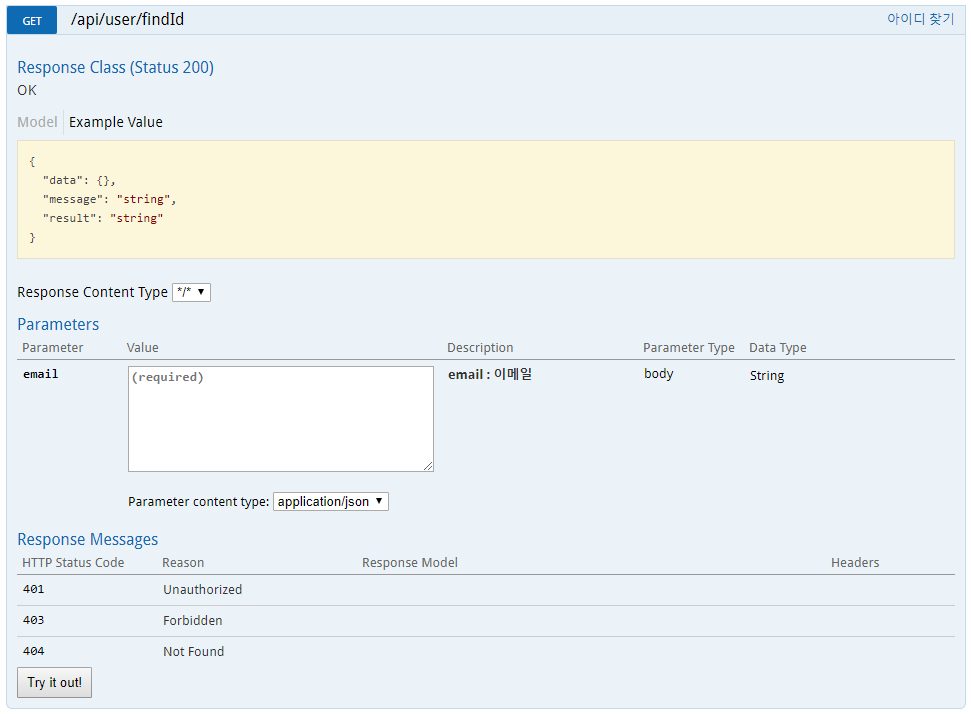 GET /api/user/findId 아이디 찾기
Response Class (Status 200)
OK
Model Example Value
{
  "data": {},
  "message": "string",
  "result": "string"
}
Response Content Type */* ▼
Parameters
Parameter Value Description Parameter Type Data Type
email (required) email : 이메일 body String
Parameter content type: application/json ▼
Response Messages
HTTP Status Code Reason Response Model Headers
401 Unauthorized
403 Forbidden
404 Not Found
Try it out!